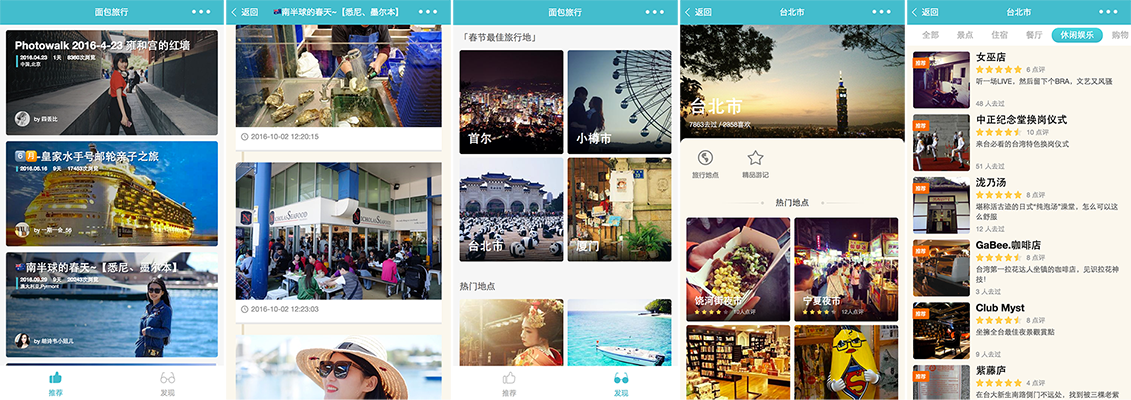 面包旅行
Photowalk 2016-4-23 雍和宫的红墙
2016.04.23 1天 8360次浏览
中国,北京
by 四喜比
6月-皇家水手号邮轮亲子之旅
2016.06.16 9天 17453次浏览
by 一期一会_56
南半球的春天~【悉尼、墨尔本】
2016.09.29 9天 20243次浏览
澳大利亚,Pyrmont
by 胡诗书小妞儿
推荐
发现
返回
南半球的春天~【悉尼、墨尔本】
2016-10-02 12:20:15
NICHOLAS SEAFOOD
2016-10-02 12:23:03
面包旅行
「春节最佳旅行地」
首尔
小樽市
台北市
厦门
热门地点
推荐
发现
返回
台北市
台北市
7863去过 / 2858喜欢
旅行地点
精品游记
热门地点
饶河街夜市
10人点评
宁夏夜市
12人点评
返回
台北市
全部
景点
住宿
餐厅
休闲娱乐
购物
推荐
女巫店
6 点评
听一场LIVE，然后留下个BRA，文艺又风骚
48 人去过
推荐
中正纪念堂换岗仪式
10 点评
来台必看的台湾特色换岗仪式
51 人去过
推荐
泷乃汤
8 点评
堪称活古迹的日式“纯泡汤”澡堂，怎么可以这
么舒服
12 人去过
推荐
GaBee.咖啡店
8 点评
台湾第一拉花达人坐镇的咖啡店，见识拉花神
技！
3 人去过
推荐
Club Myst
8 点评
坐擁全台最佳夜景觀賞點
9 人去过
推荐
紫藤庐
4 点评
在台大新生南路侧门不远处，找到被三棵老紫